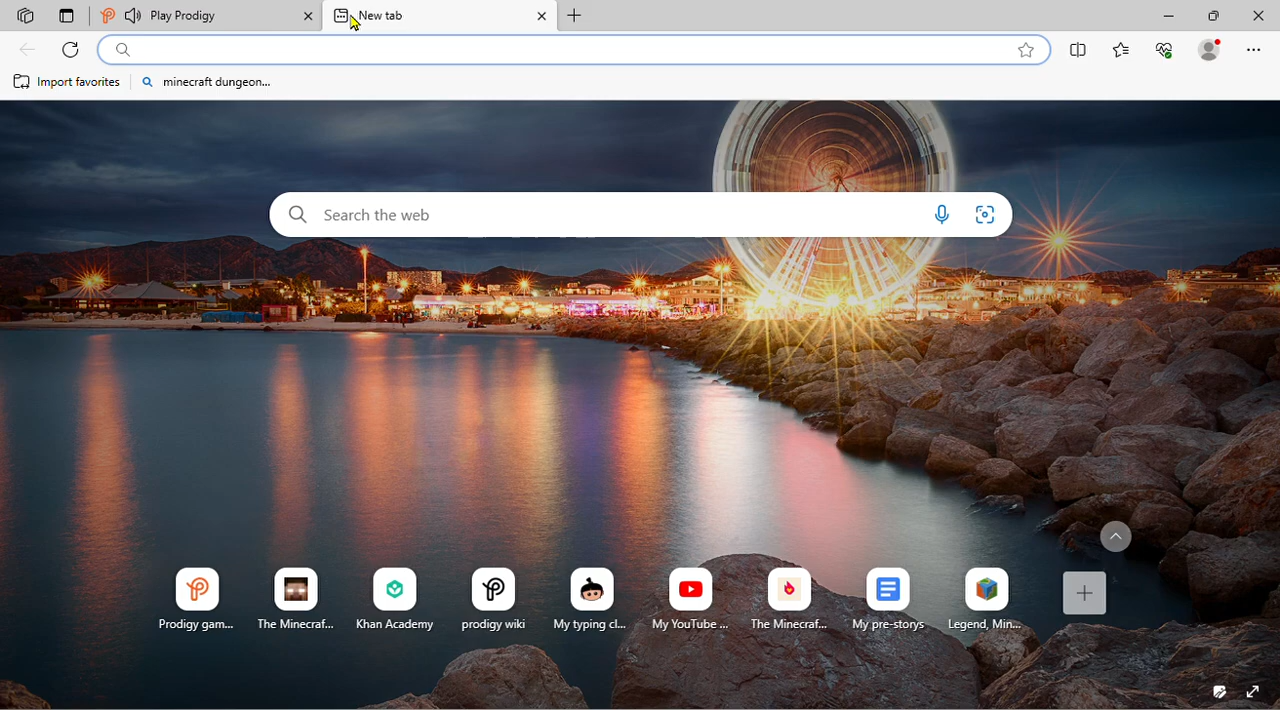 Play Prodigy
New tab
Import favorites
minecraft dungeon...
Search the web
Prodigy gam...
The Minecraf...
Khan Academy
prodigy wiki
My typing cl...
My YouTube ...
The Minecraf...
My pre-storys
Legend, Min...